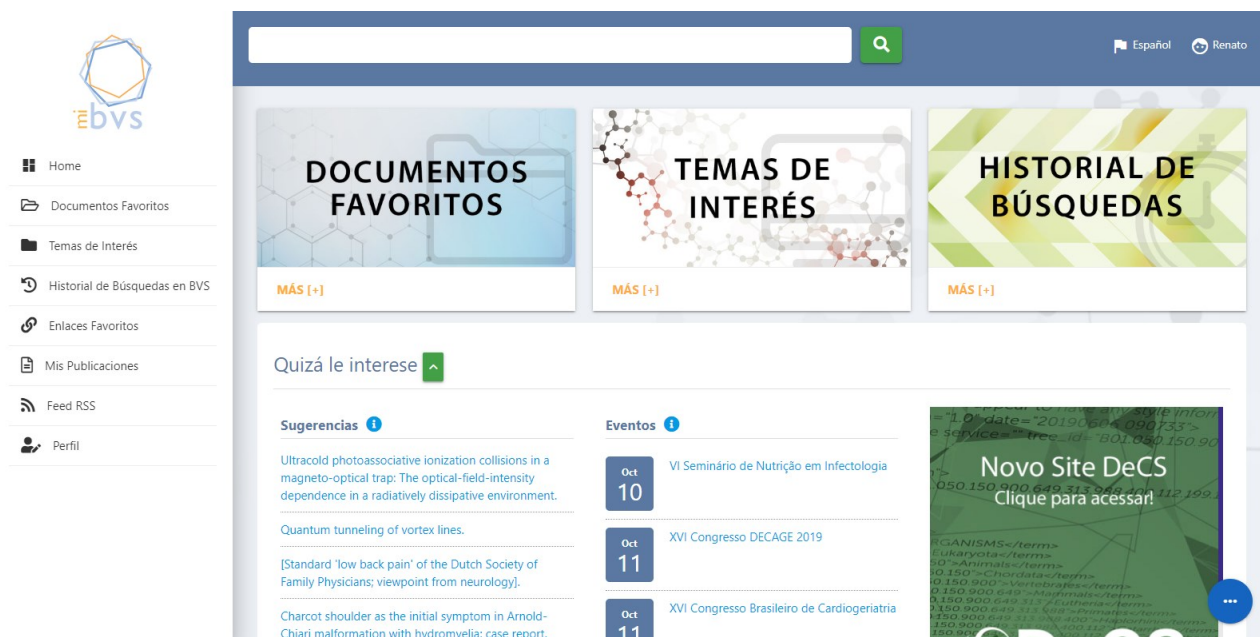 mi bvs
Home
Documentos Favoritos
Temas de Interés
Historial de Búsquedas en BVS
Enlaces Favoritos
Mis Publicaciones
Feed RSS
Perfil
Español
Renato
DOCUMENTOS
FAVORITOS
MÁS [+]
TEMAS DE
INTERÉS
MÁS [+]
HISTORIAL DE
BÚSQUEDAS
MÁS [+]
Quizá le interese
Sugerencias
Ultracold photoassociative ionization collisions in a
magneto-optical trap: The optical-field-intensity
dependence in a radiatively dissipative environment.
Quantum tunneling of vortex lines.
[Standard 'low back pain' of the Dutch Society of
Family Physicians; viewpoint from neurology].
Charcot shoulder as the initial symptom in Arnold-
Chiari malformation with hydromyelia: case report.
Eventos
Oct
10
VI Seminário de Nutrição em Infectologia
Oct
11
XVI Congresso DECAGE 2019
Oct
11
XVI Congresso Brasileiro de Cardiogeriatria
Novo Site DeCS
Clique para acessar!